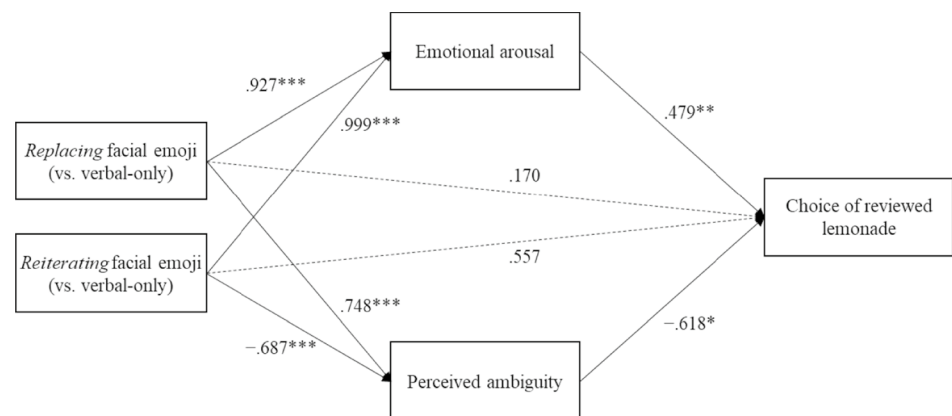 Emotional arousal
.927***
.479**
.999***
Replacing facial emoji
(vs. verbal-only)
.170
Choice of reviewed
lemonade
Reiterating facial emoji
(vs. verbal-only)
.557
.748***
−.618*
−.687***
Perceived ambiguity